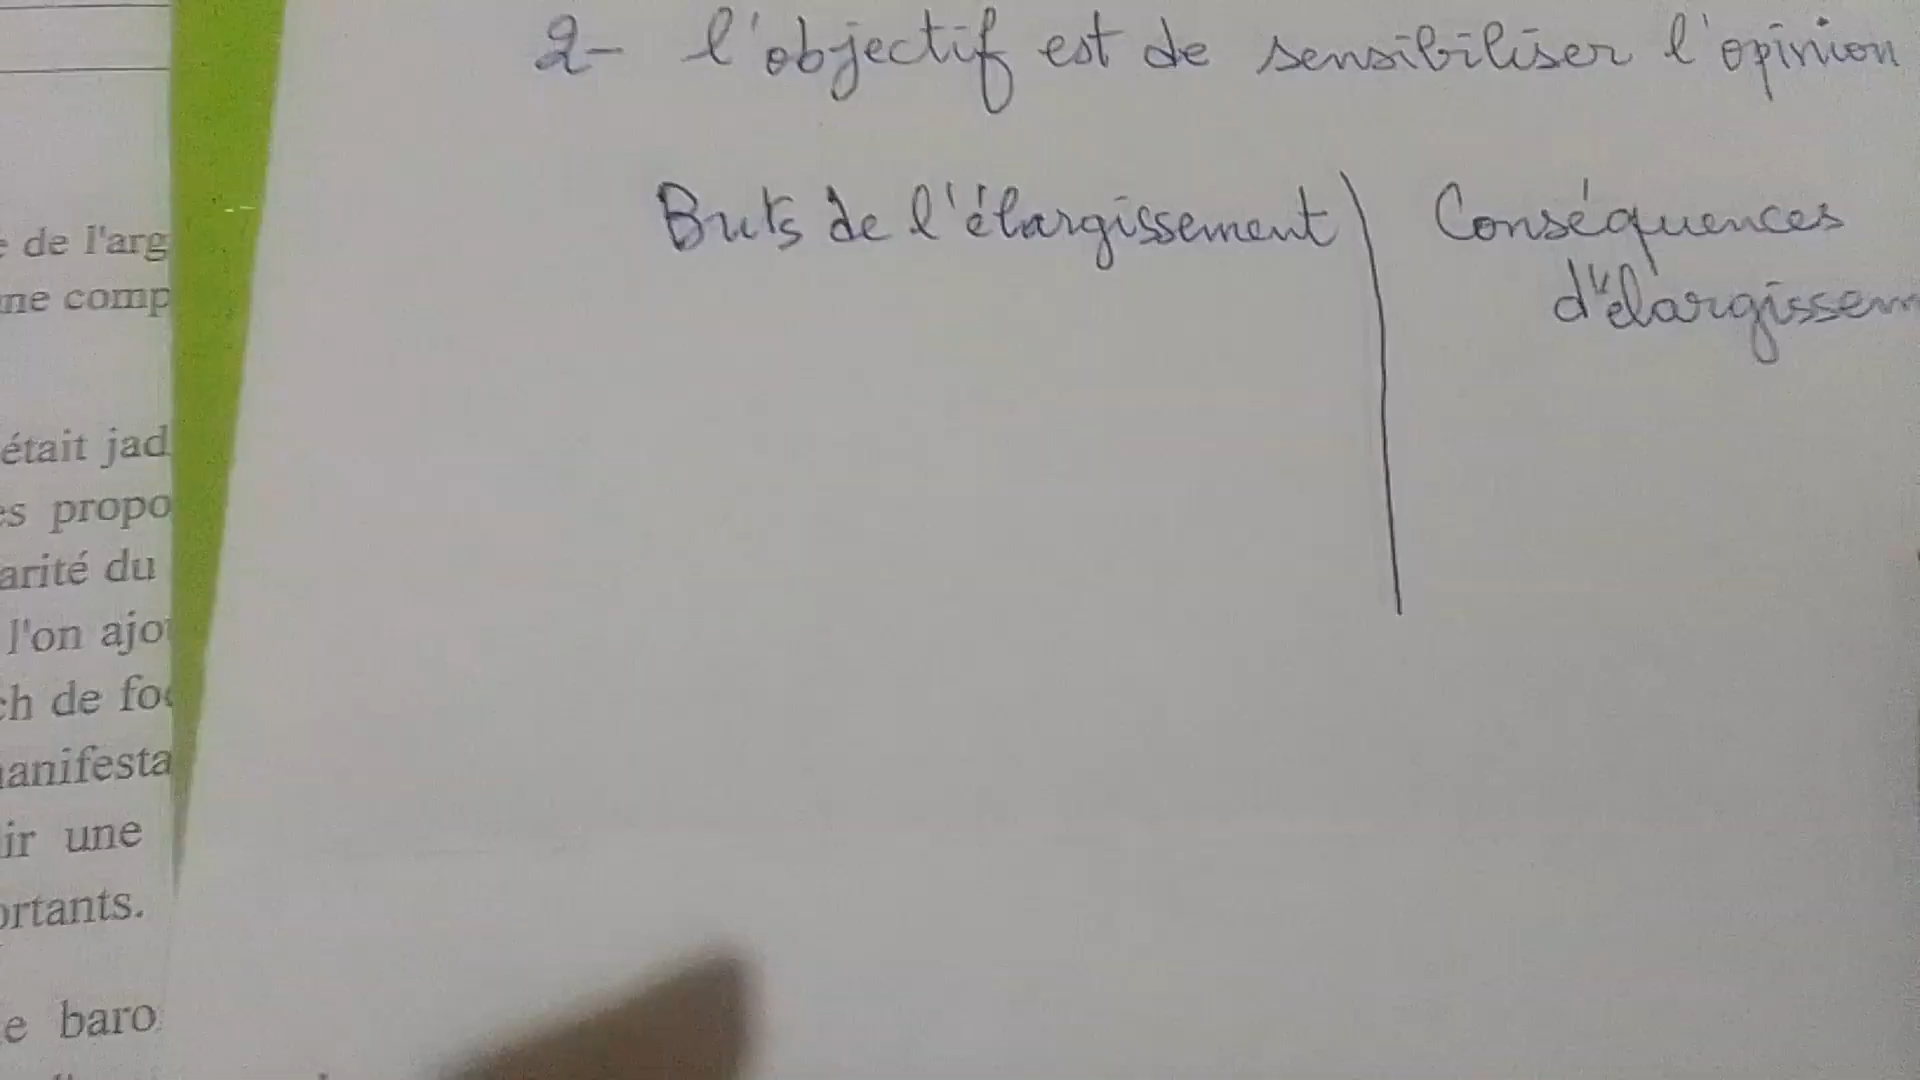 2- l'objectif est de sensibiliser l'opinion
Buts de l'élargissement
Conséquences
d'élargissem
de l'arg
ne comp
était jad
es propo
arité du
l'on ajo
ch de fo
anifesta
ir une
ortants.
e baro